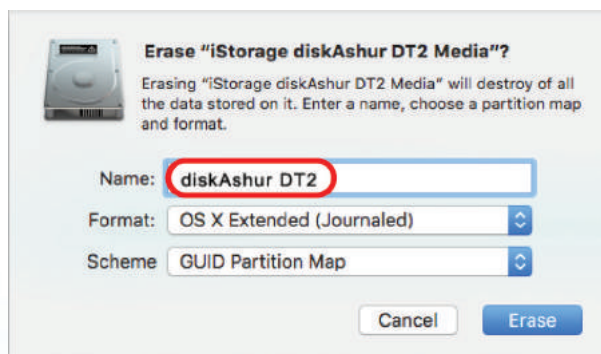 Erase “iStorage diskAshur DT2 Media”?
Erasing “iStorage diskAshur DT2 Media” will destroy of all
the data stored on it. Enter a name, choose a partition map
and format.
Name: diskAshur DT2
Format: OS X Extended (Journaled)
Scheme GUID Partition Map
Cancel Erase